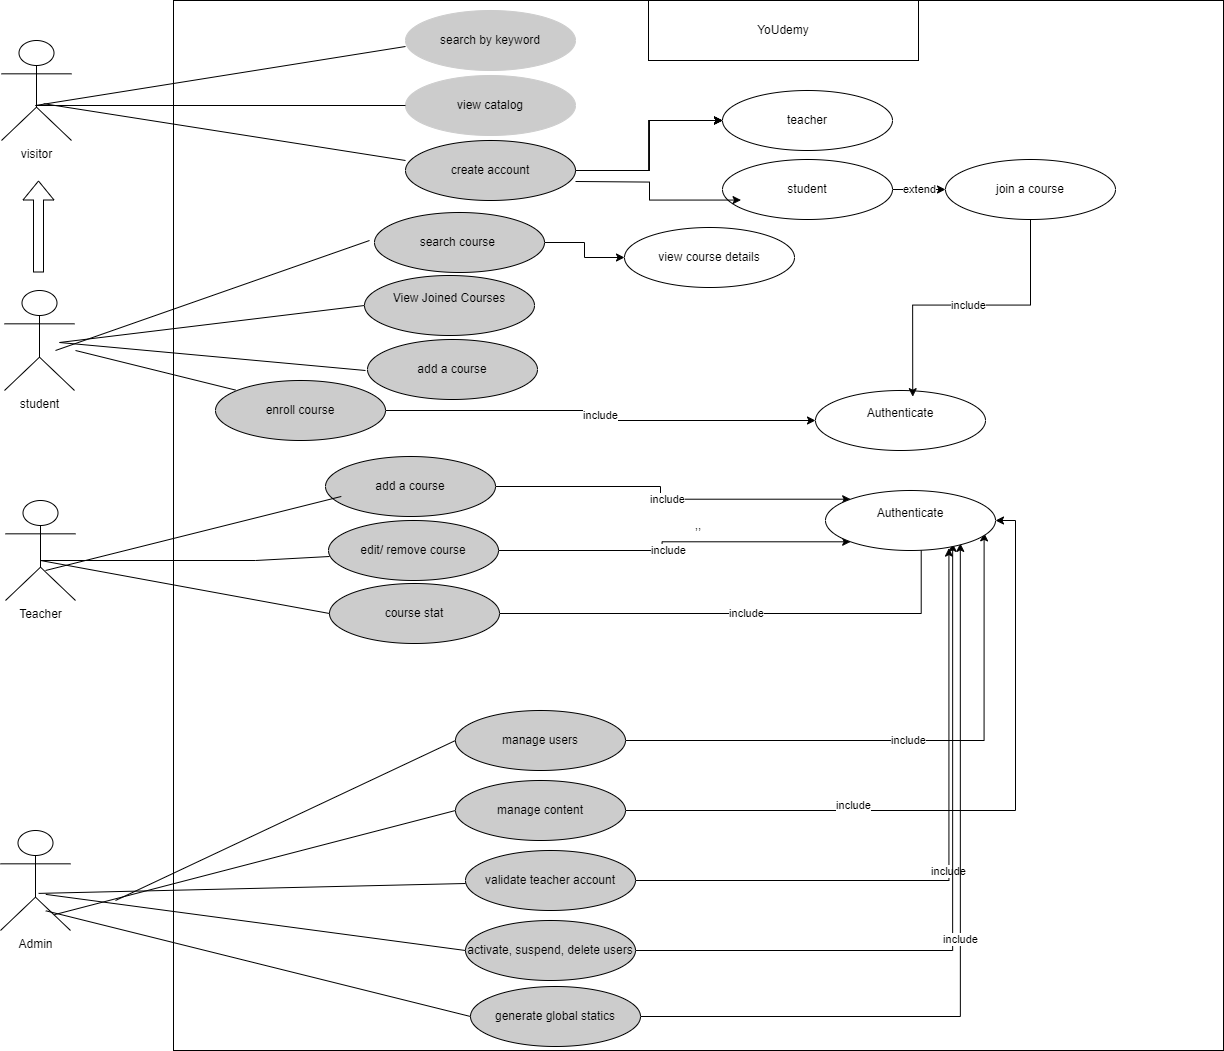 YoUdemy
search by keyword
view catalog
create account
visitor
teacher
student
extend
join a course
search course
view course details
View Joined Courses
include
add a course
student
enroll course
include
Authenticate
add a course
include
Authenticate
,,
edit/ remove course
include
Teacher
course stat
include
manage users
include
manage content
include
validate teacher account
include
Admin
activate, suspend, delete users
include
generate global statics